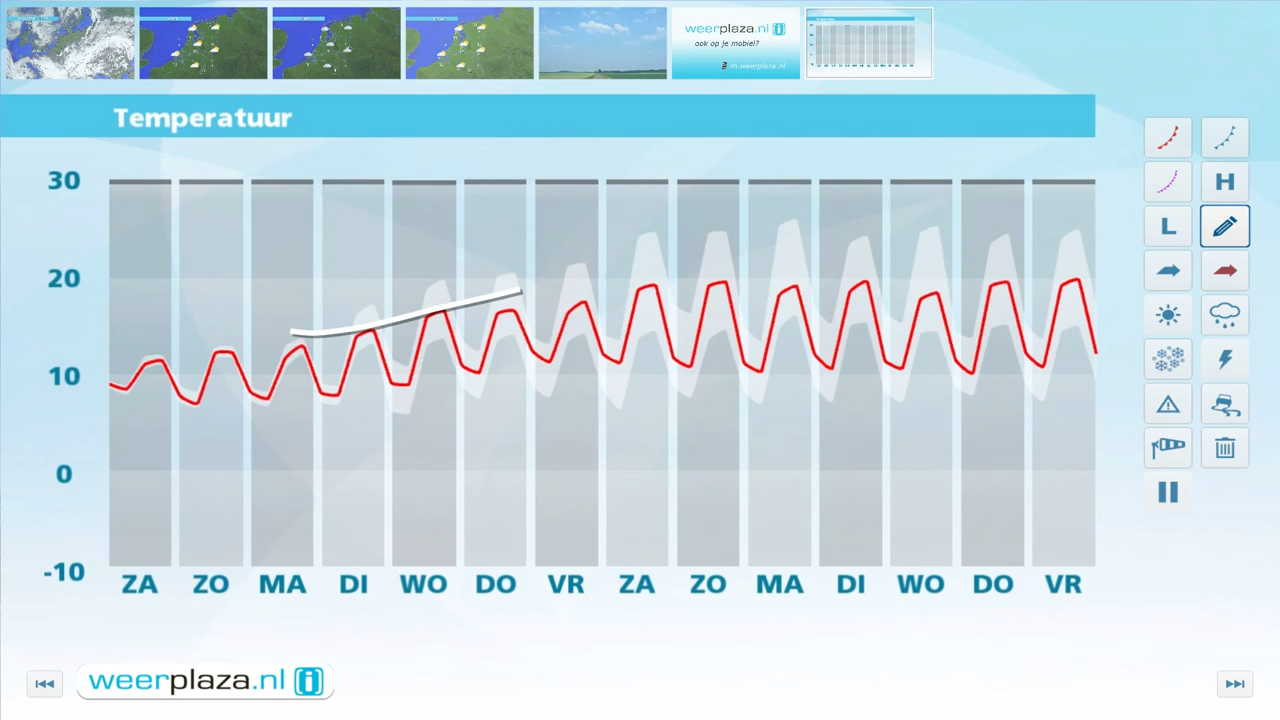 weerplaza.nl
ook op je mobiel?
m.weerplaza.nl
Temperatuur
30
20
10
0
-10
ZA ZO MA DI WO DO VR ZA ZO MA DI WO DO VR
H
L
weerplaza.nl